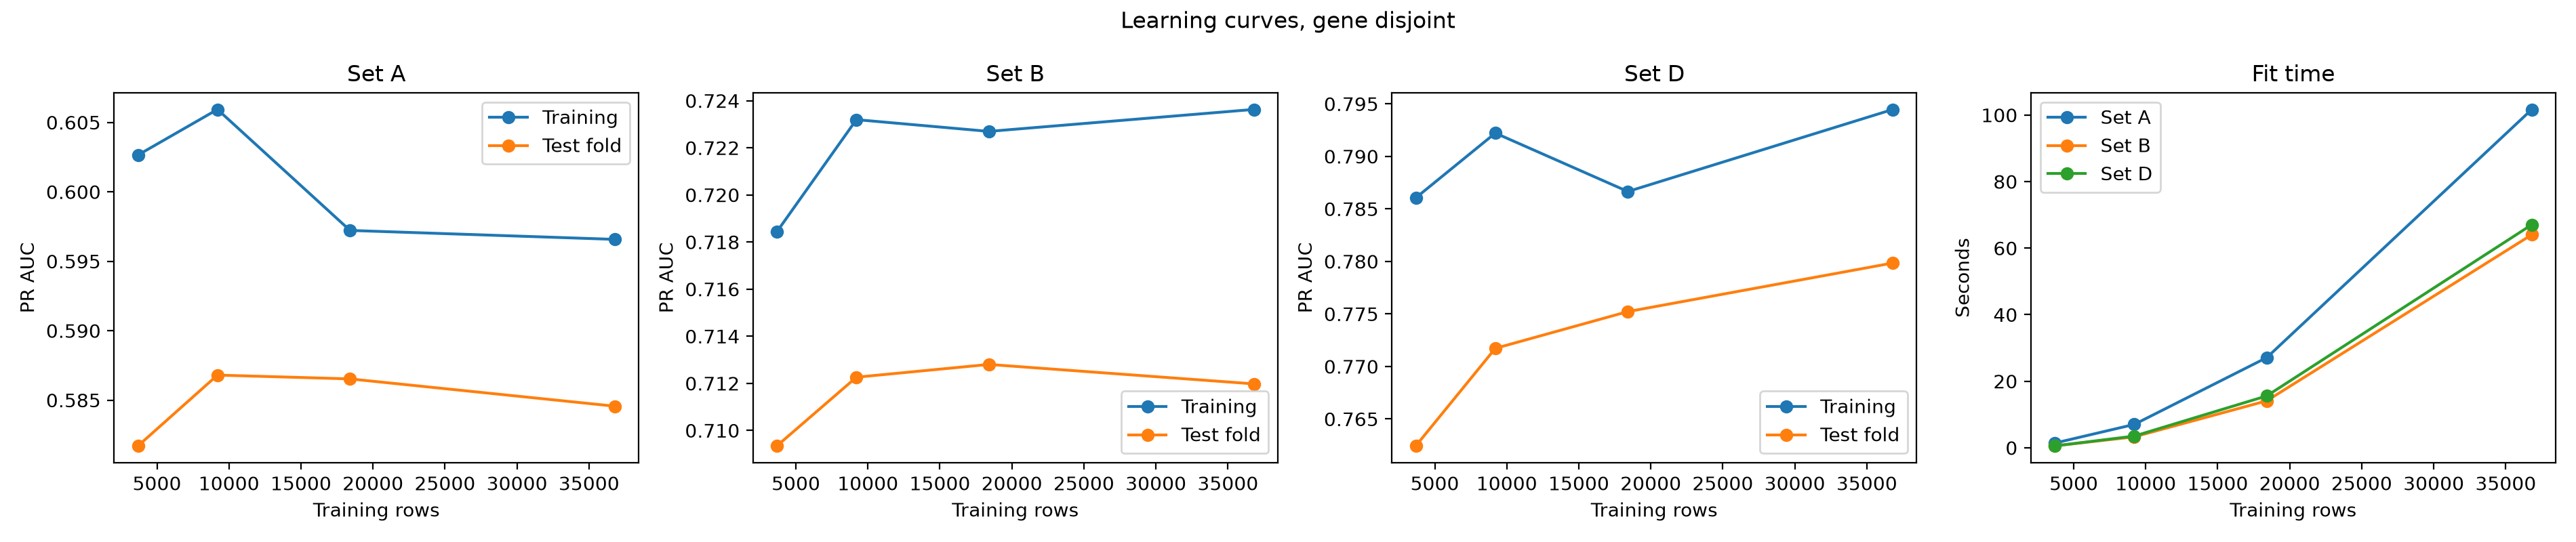 Learning curves, gene disjoint
Set A
PR AUC
0.605
0.600
0.595
0.590
0.585
Training
Test fold
5000 10000 15000 20000 25000 30000 35000
Training rows
Set B
PR AUC
0.724
0.722
0.720
0.718
0.716
0.714
0.712
0.710
Training
Test fold
5000 10000 15000 20000 25000 30000 35000
Training rows
Set D
PR AUC
0.795
0.790
0.785
0.780
0.775
0.770
0.765
Training
Test fold
5000 10000 15000 20000 25000 30000 35000
Training rows
Fit time
Seconds
100
80
60
40
20
0
Set A
Set B
Set D
5000 10000 15000 20000 25000 30000 35000
Training rows